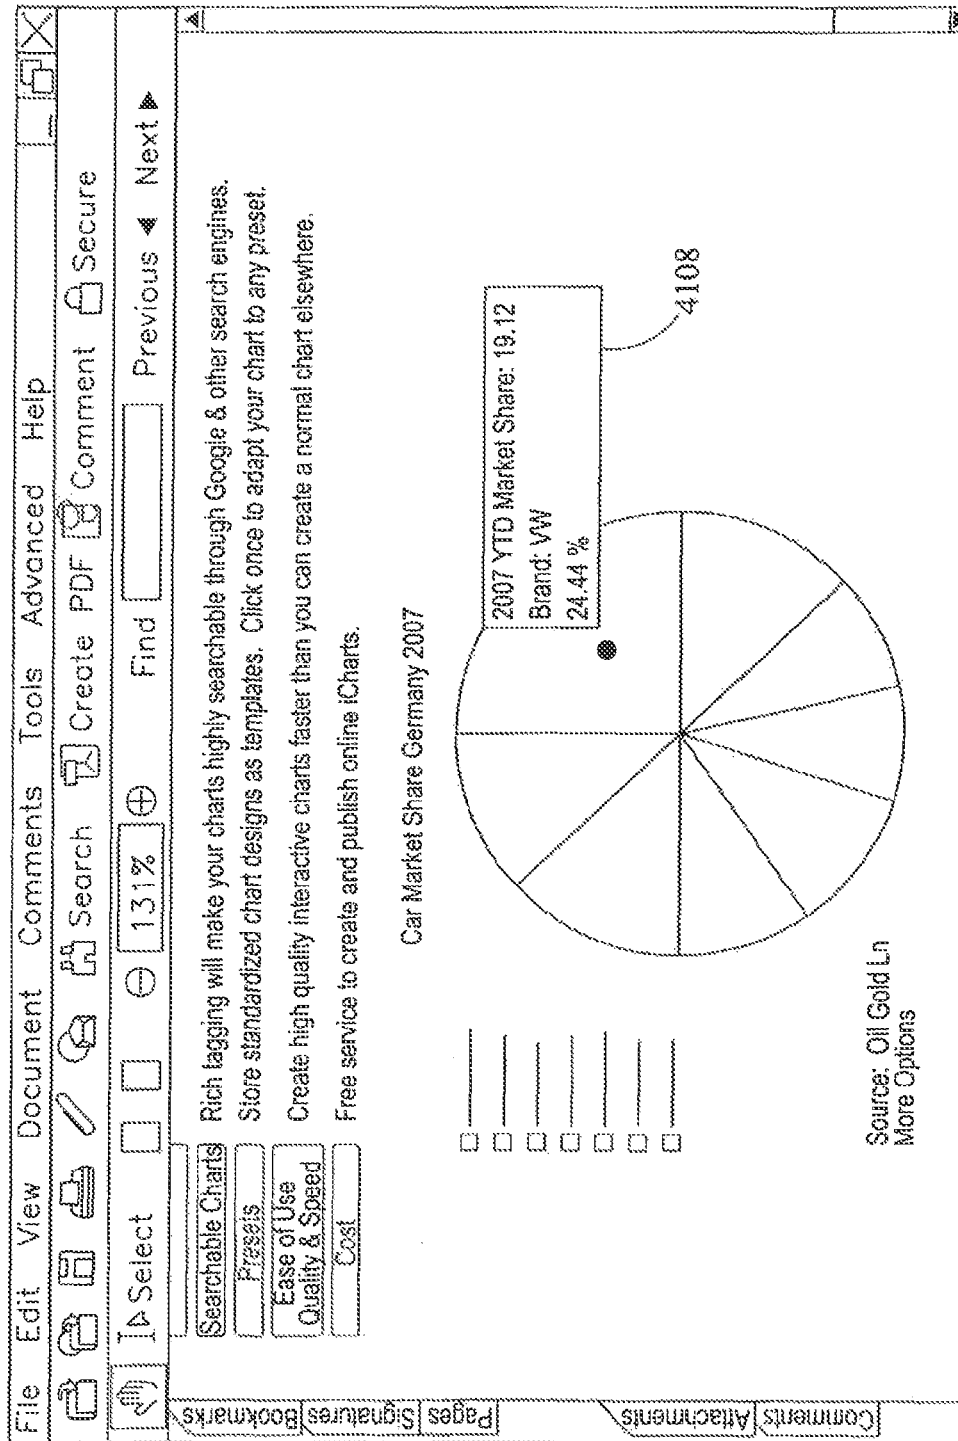 File Edit View Document Comments Tools Advanced Help
Search Create PDF Comment Secure
Select 131% Find Previous Next
Searchable Charts Rich tagging will make your charts highly searchable through Google & other search engines.
Presets Store standardized chart designs as templates. Click once to adapt your chart to any preset.
Ease of Use
Quality & Speed Create high quality interactive charts faster than you can create a normal chart elsewhere.
Cost Free service to create and publish online iCharts.
Bookmarks
Signatures
Pages
Attachments
Comments
Car Market Share Germany 2007
2007 YTD Market Share: 19.12
Brand: VW
24.44 %
4108
Source: Oil Gold Ln
More Options